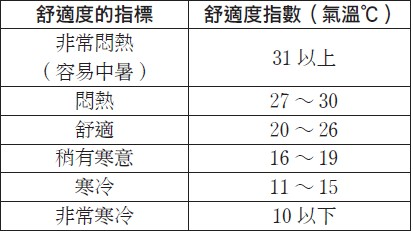 舒適度的指標 舒適度指數（氣溫℃）
非常悶熱
（容易中暑） 31 以上
悶熱 27 ～ 30
舒適 20 ～ 26
稍有寒意 16 ～ 19
寒冷 11 ～ 15
非常寒冷 10 以下